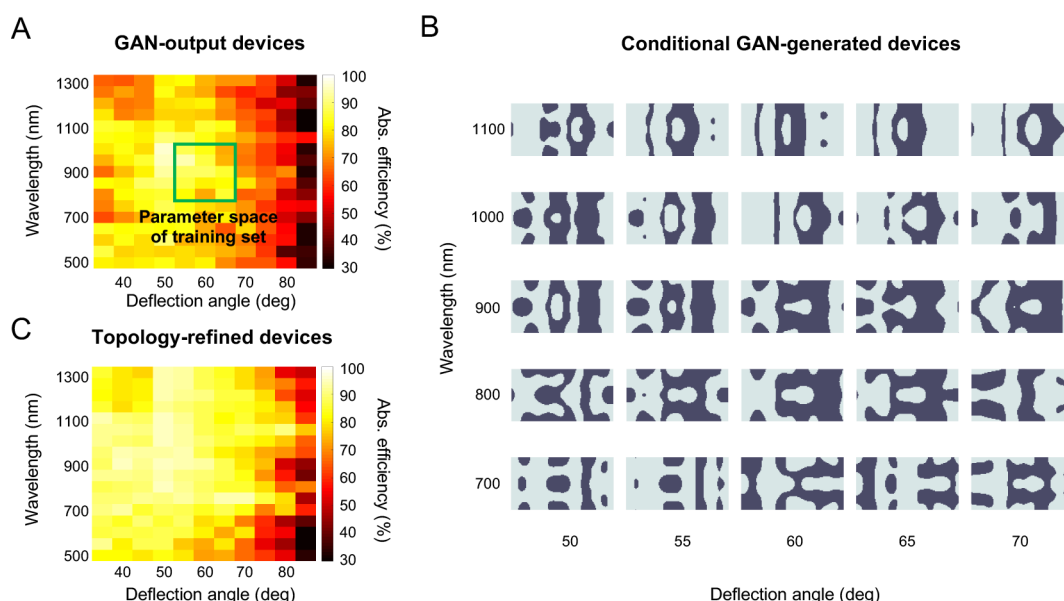 A
GAN-output devices
Wavelength (nm)
1300
1100
900
700
500
40
50
60
70
80
Deflection angle (deg)
Parameter space
of training set
100
90
80
70
60
50
40
30
Abs. efficiency (%)
B
Conditional GAN-generated devices
Wavelength (nm)
1100
1000
900
800
700
50
55
60
65
70
Deflection angle (deg)
C
Topology-refined devices
Wavelength (nm)
1300
1100
900
700
500
40
50
60
70
80
Deflection angle (deg)
100
90
80
70
60
50
40
30
Abs. efficiency (%)